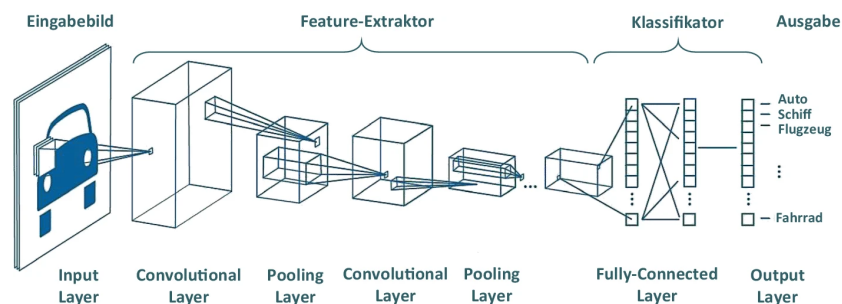 Eingabebild
Feature-Extraktor
Klassifikator
Ausgabe
Auto
Schiff
Flugzeug
...
...
Fahrrad
Input
Layer
Convolutional
Layer
Pooling
Layer
Convolutional
Layer
Pooling
Layer
Fully-Connected
Layer
Output
Layer